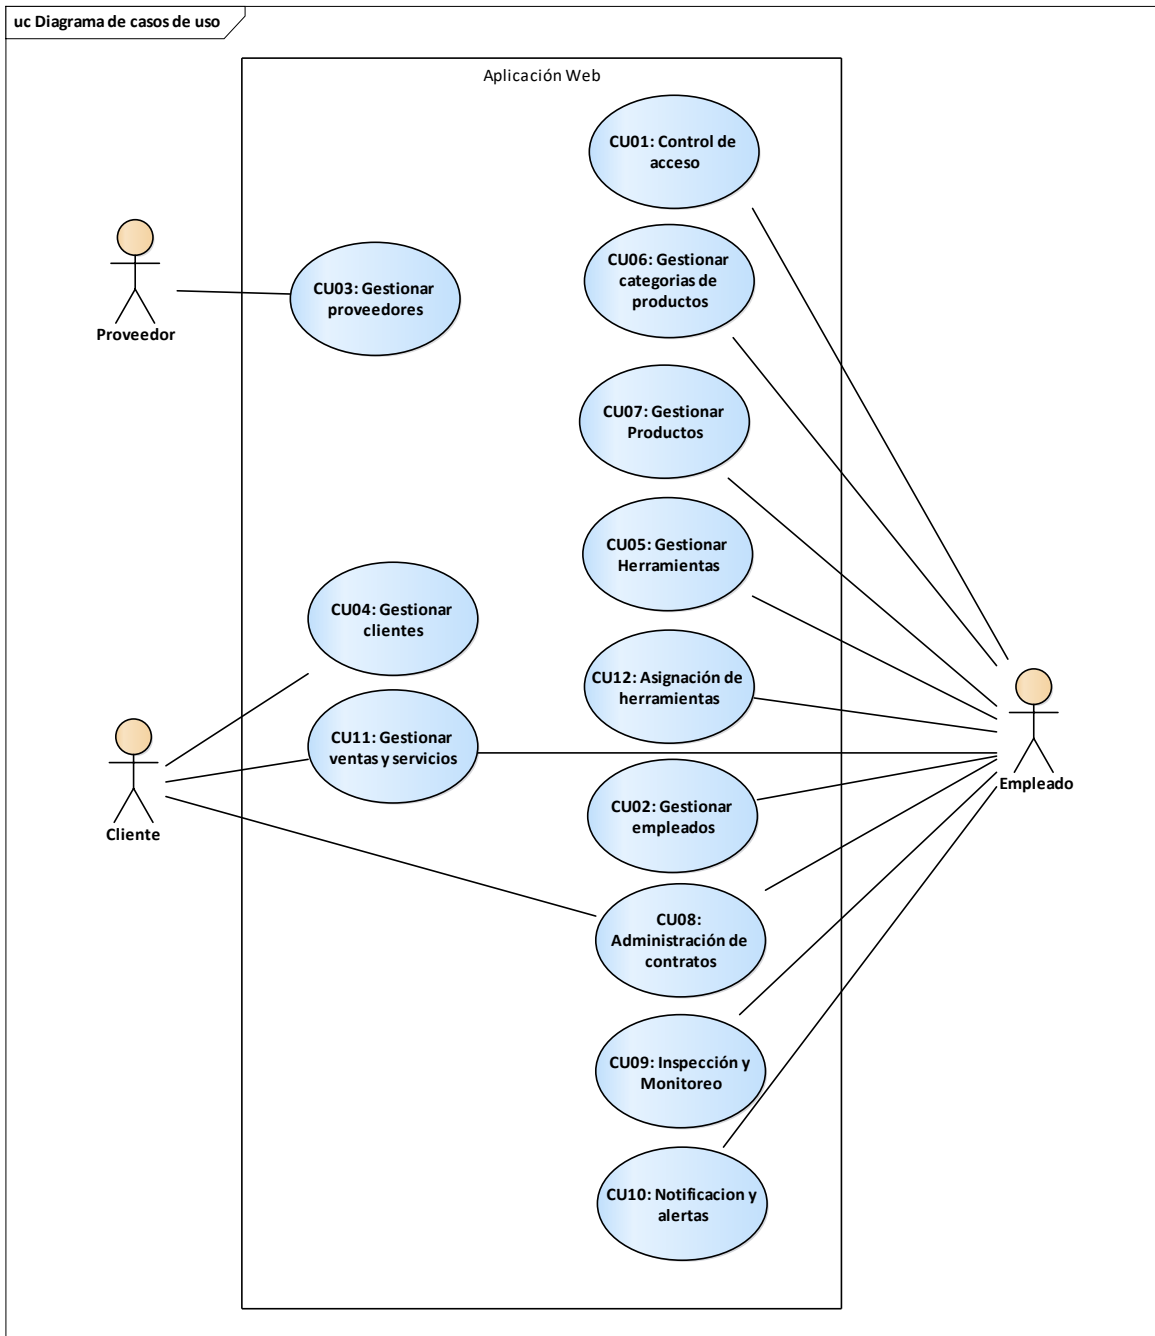 uc Diagrama de casos de uso
Aplicación Web
CU01: Control de
acceso
CU06: Gestionar
categorias de
productos
Proveedor
CU03: Gestionar
proveedores
CU07: Gestionar
Productos
CU05: Gestionar
Herramientas
CU04: Gestionar
clientes
CU12: Asignación de
herramientas
CU11: Gestionar
ventas y servicios
Cliente
Empleado
CU02: Gestionar
empleados
CU08:
Administración de
contratos
CU09: Inspección y
Monitoreo
CU10: Notificacion y
alertas